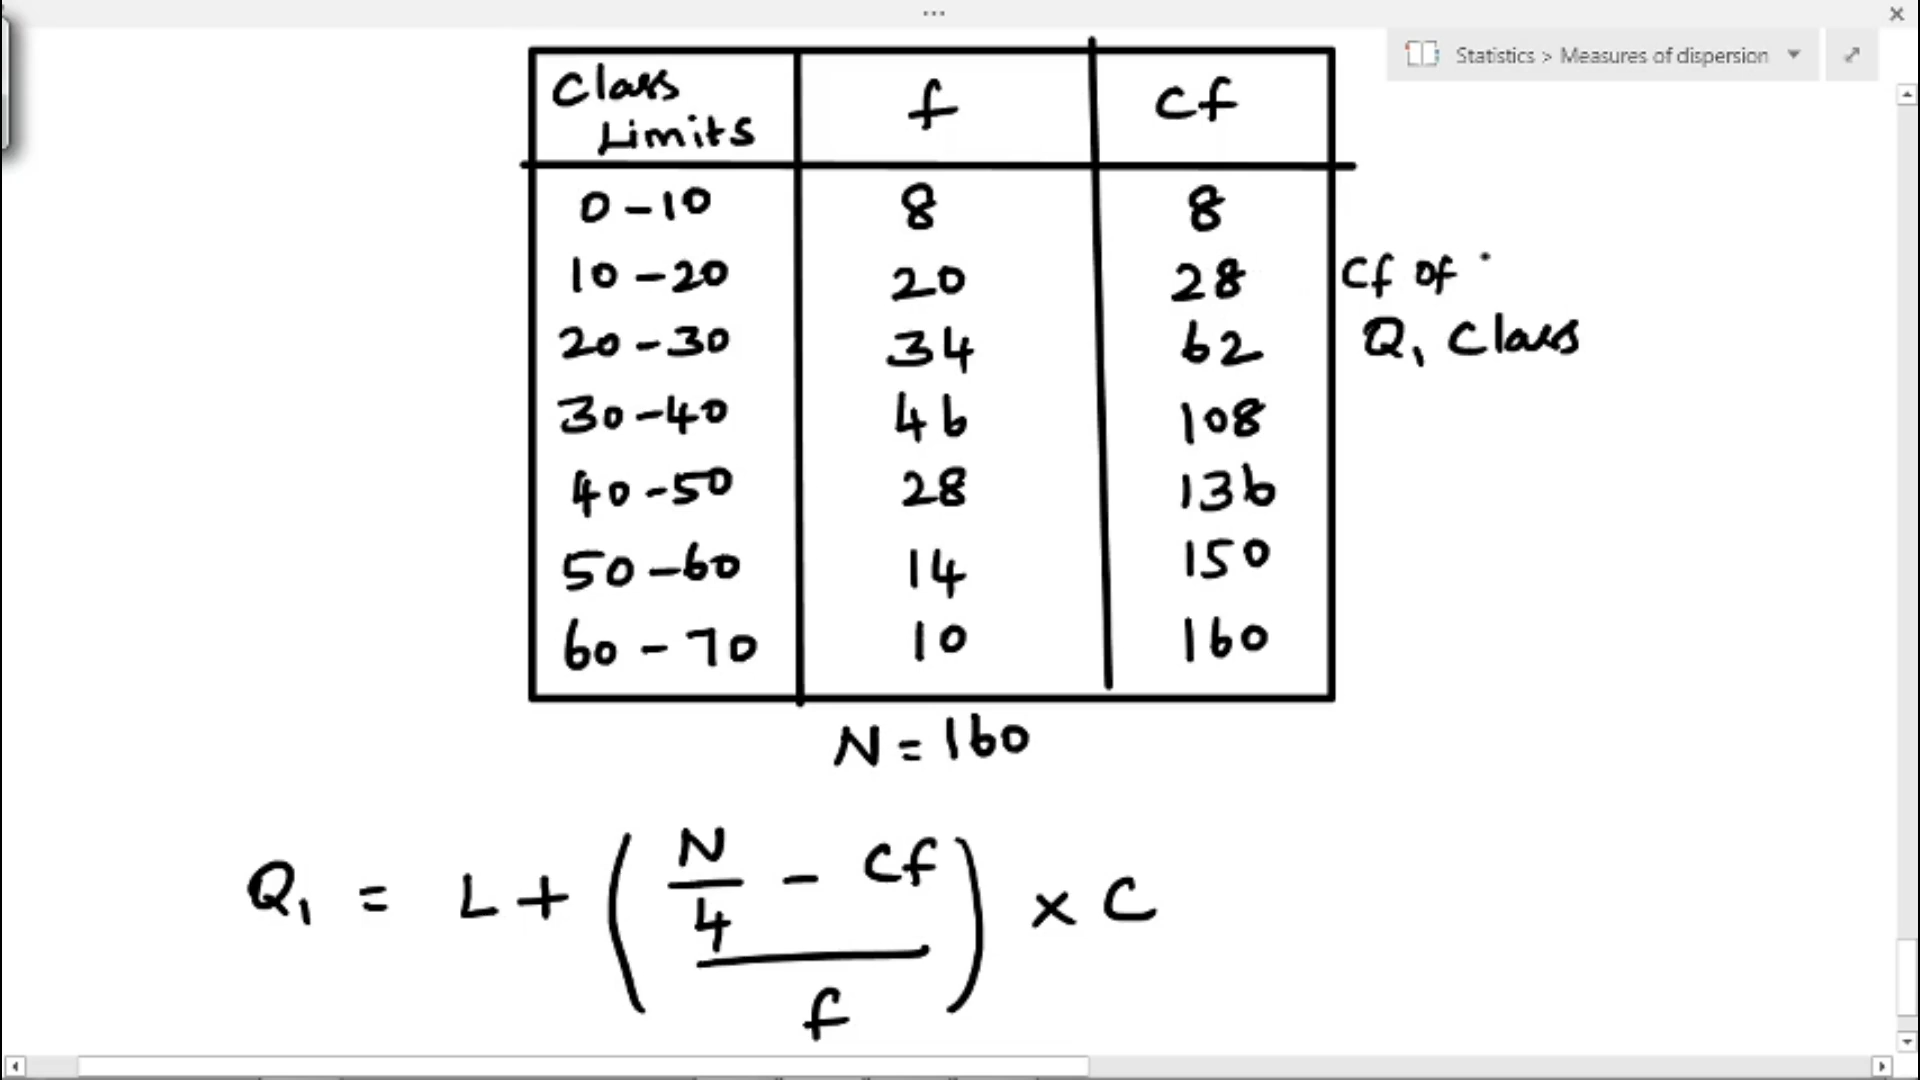 ...
Statistics > Measures of dispersion
Class Limits f Cf
0-10 8 8
10-20 20 28 Cf of
20-30 34 62 Q₁ Class
30-40 46 108
40-50 28 136
50-60 14 150
60-70 10 160
N = 160
Q₁ = L + ( (N/4 - Cf) / f ) × C